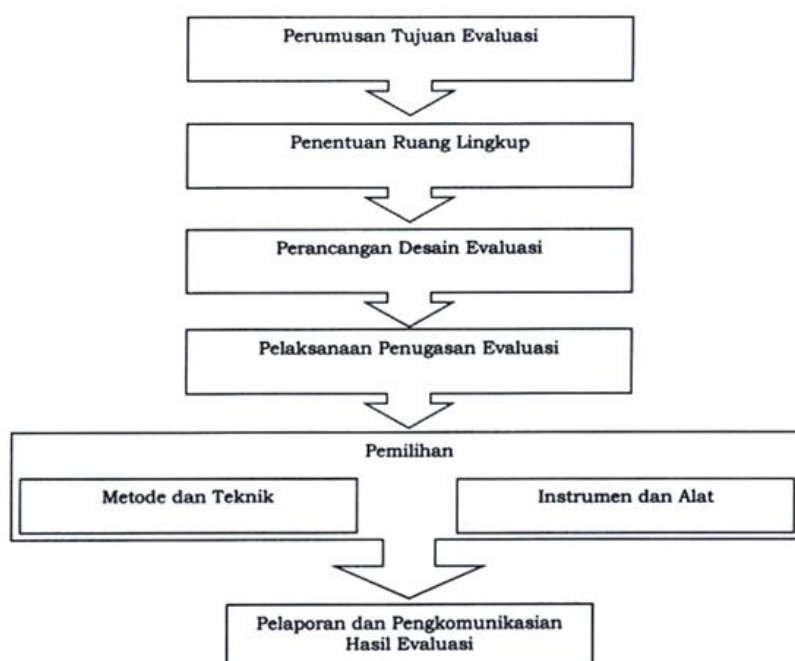 Perumusan Tujuan Evaluasi
Penentuan Ruang Lingkup
Perancangan Desain Evaluasi
Pelaksanaan Penugasan Evaluasi
Pemilihan
Metode dan Teknik
Instrumen dan Alat
Pelaporan dan Pengkomunikasian
Hasil Evaluasi